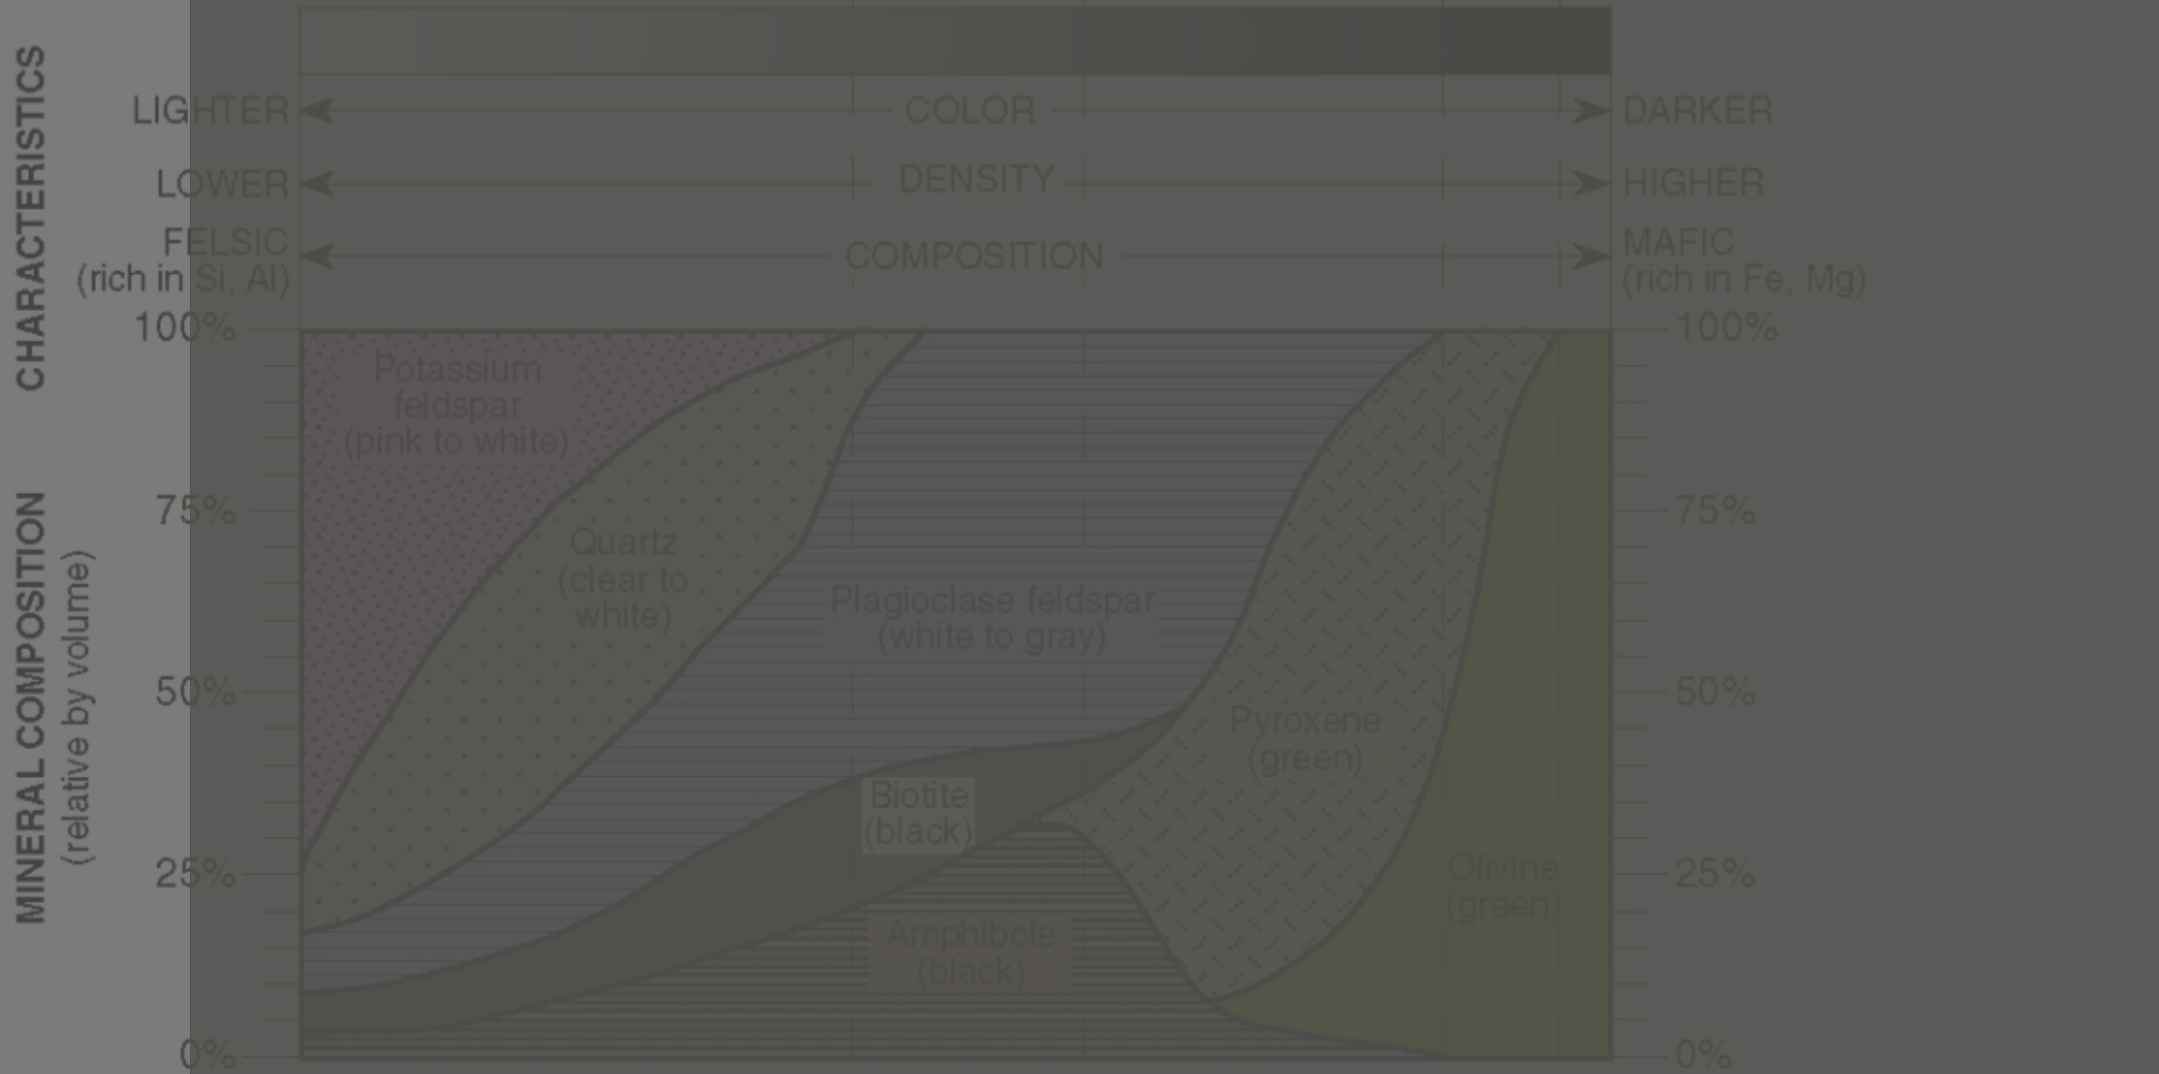 CHARACTERISTICS
LIGHTER COLOR DARKER
LOWER DENSITY HIGHER
FELSIC COMPOSITION MAFIC
(rich in Si, Al) (rich in Fe, Mg)
MINERAL COMPOSITION
(relative by volume)
100% 100%
Potassium
feldspar
(pink to white)
75% 75%
Quartz
(clear to
white)
Plagioclase feldspar
(white to gray)
50% 50%
Pyroxene
(green)
Biotite
(black)
25% 25%
Olivine
(green)
Amphibole
(black)
0% 0%